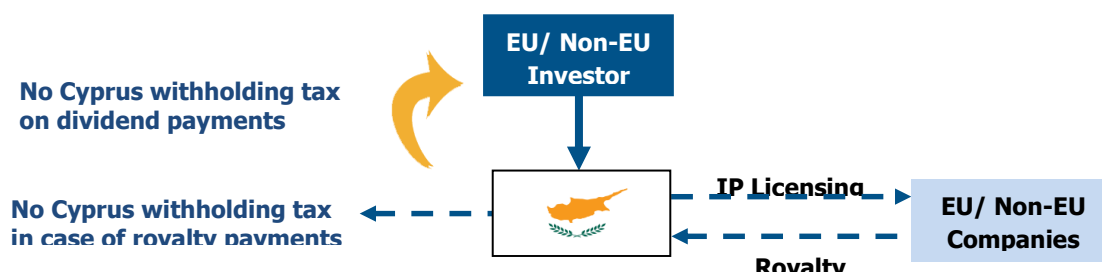 EU/ Non-EU
Investor
No Cyprus withholding tax
on dividend payments
No Cyprus withholding tax
in case of royalty payments
IP Licensing
EU/ Non-EU
Companies
Royalty